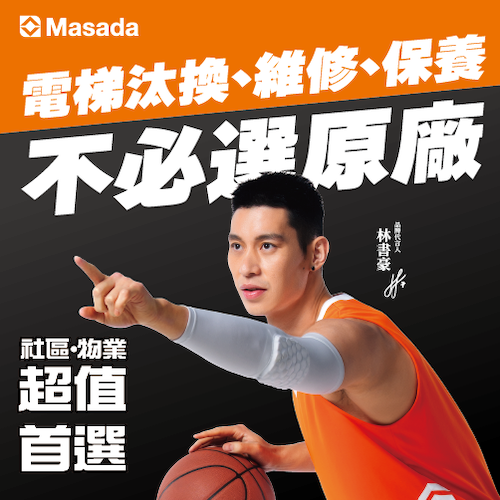 Masada
電梯汰換、維修、保養
不必選原廠
品牌代言人
林書豪
社區・物業
超值
首選